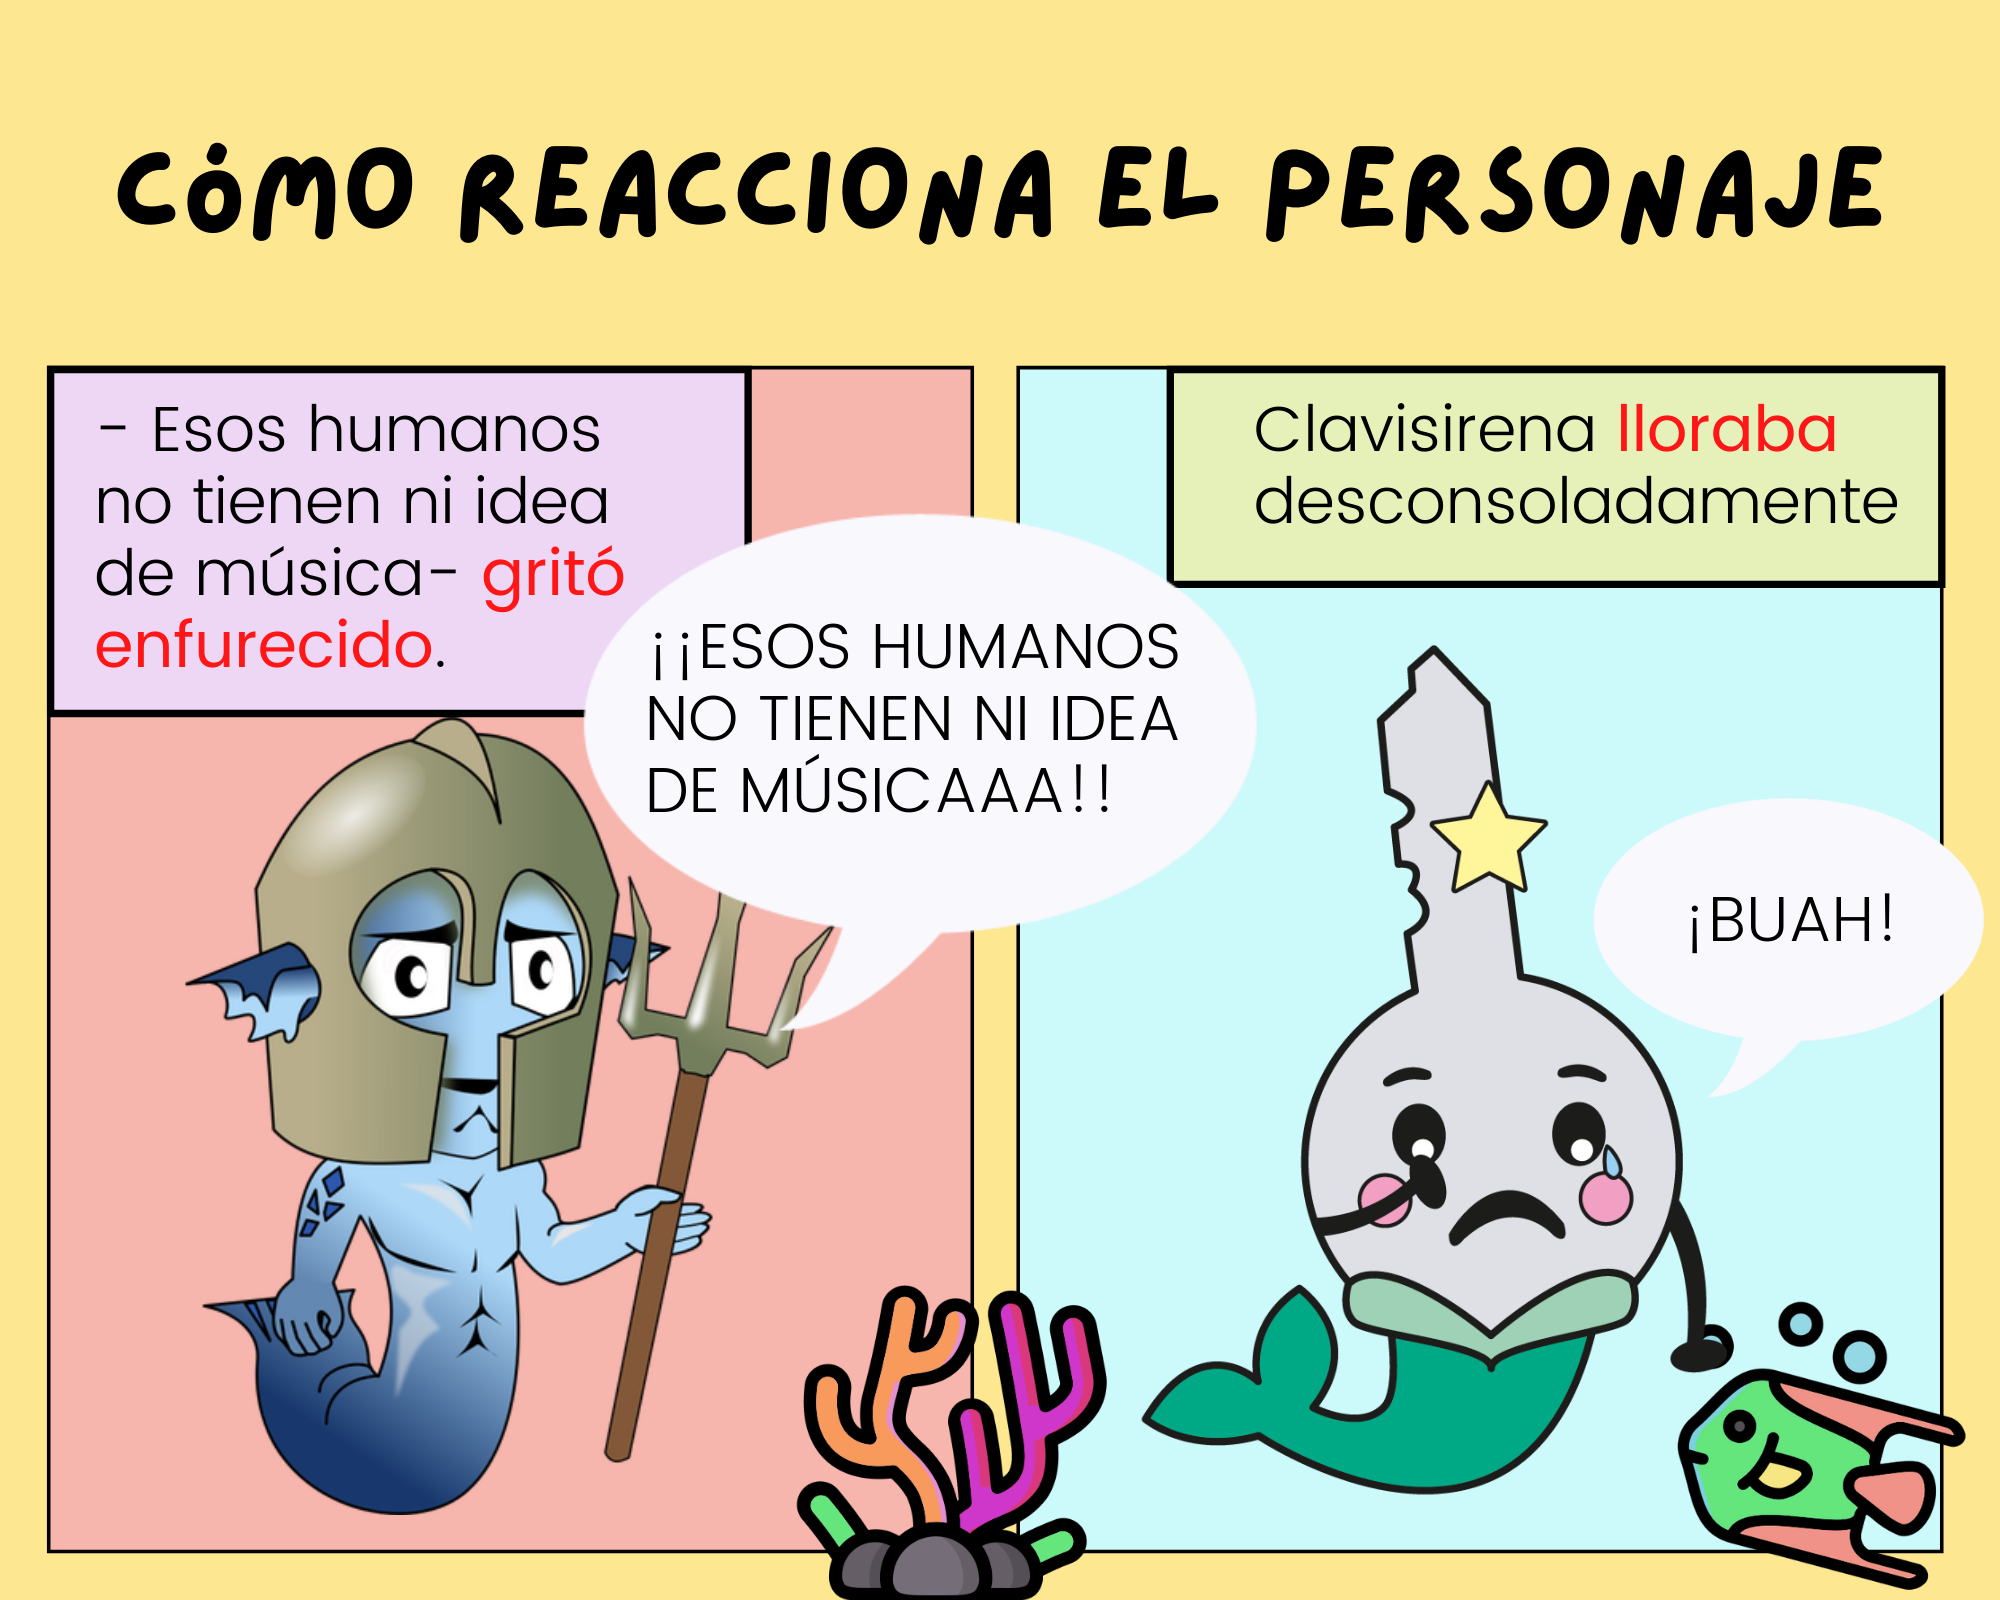 CÓMO REACCIONA EL PERSONAJE
- Esos humanos
no tienen ni idea
de música- gritó
enfurecido.
¡¡ESOS HUMANOS
NO TIENEN NI IDEA
DE MÚSICAAA!!
Clavisirena lloraba
desconsoladamente
¡BUAH!